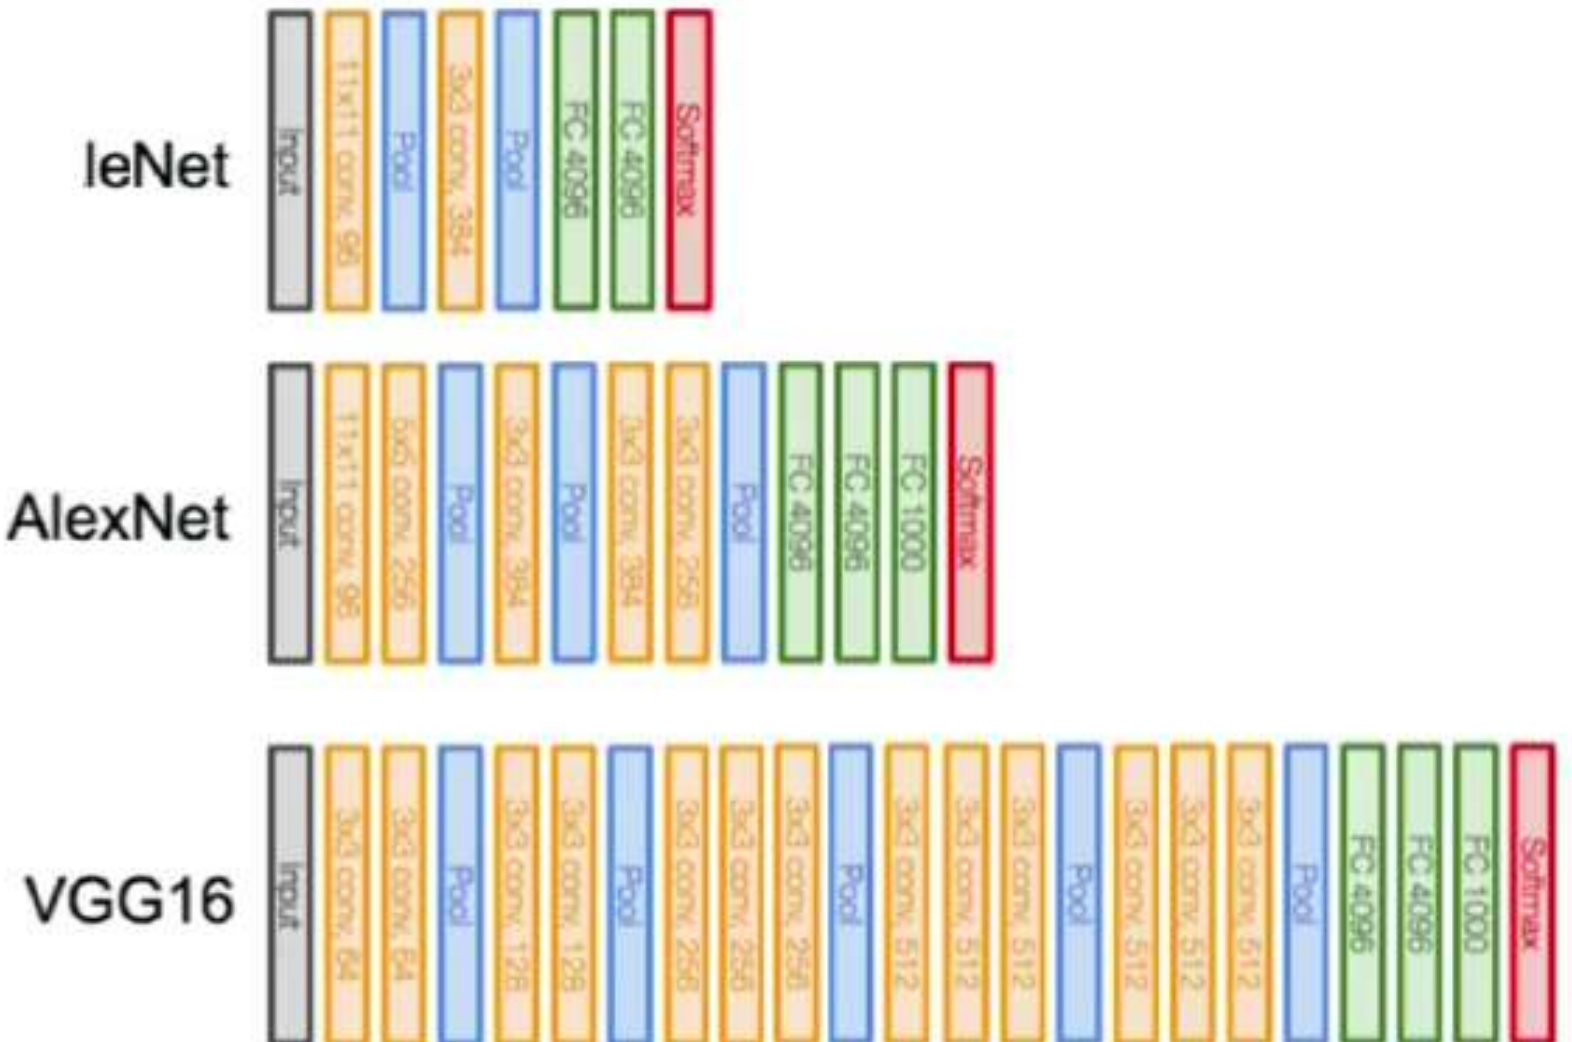 leNet
Input
11x11 conv, 96
Pool
3x3 conv, 384
Pool
FC 4096
FC 4096
Softmax
AlexNet
Input
11x11 conv, 96
5x5 conv, 256
Pool
3x3 conv, 384
Pool
3x3 conv, 384
3x3 conv, 256
Pool
FC 4096
FC 4096
FC 1000
Softmax
VGG16
Input
3x3 conv, 64
3x3 conv, 64
Pool
3x3 conv, 128
3x3 conv, 128
Pool
3x3 conv, 256
3x3 conv, 256
3x3 conv, 256
Pool
3x3 conv, 512
3x3 conv, 512
3x3 conv, 512
Pool
3x3 conv, 512
3x3 conv, 512
3x3 conv, 512
Pool
FC 4096
FC 4096
FC 1000
Softmax